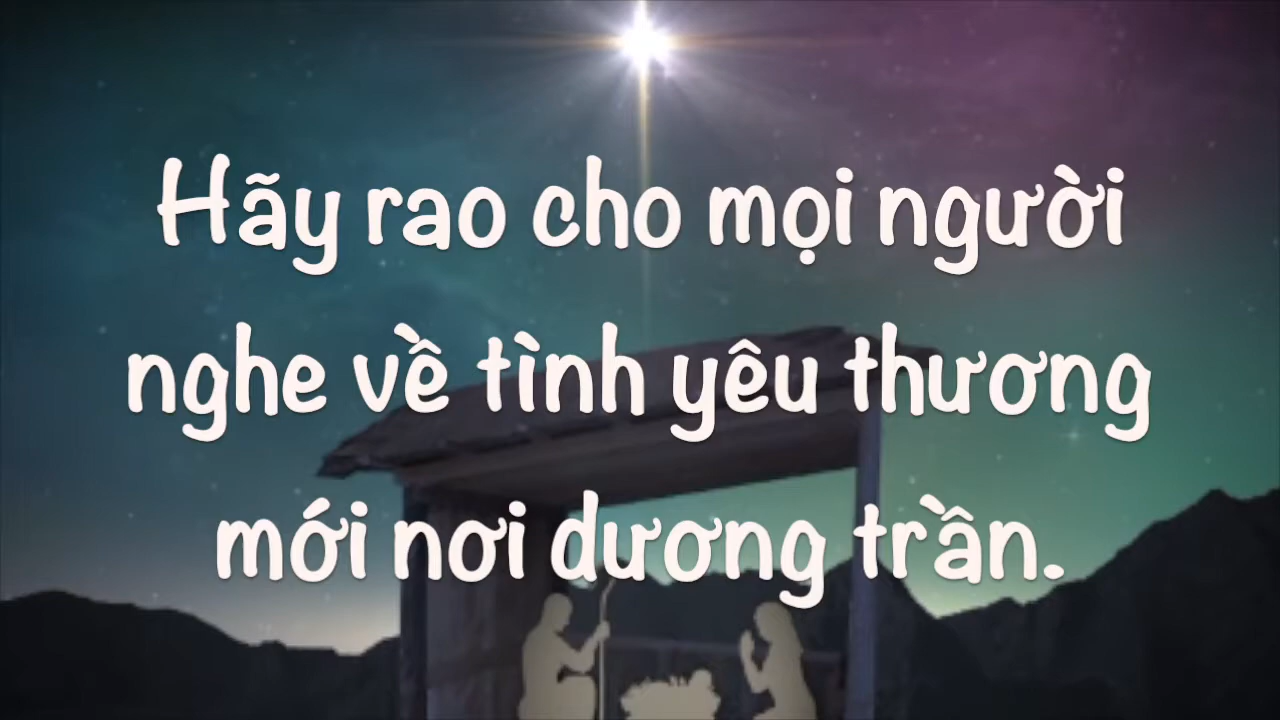 Hãy rao cho mọi người
nghe về tình yêu thương
mới nơi dương trần.